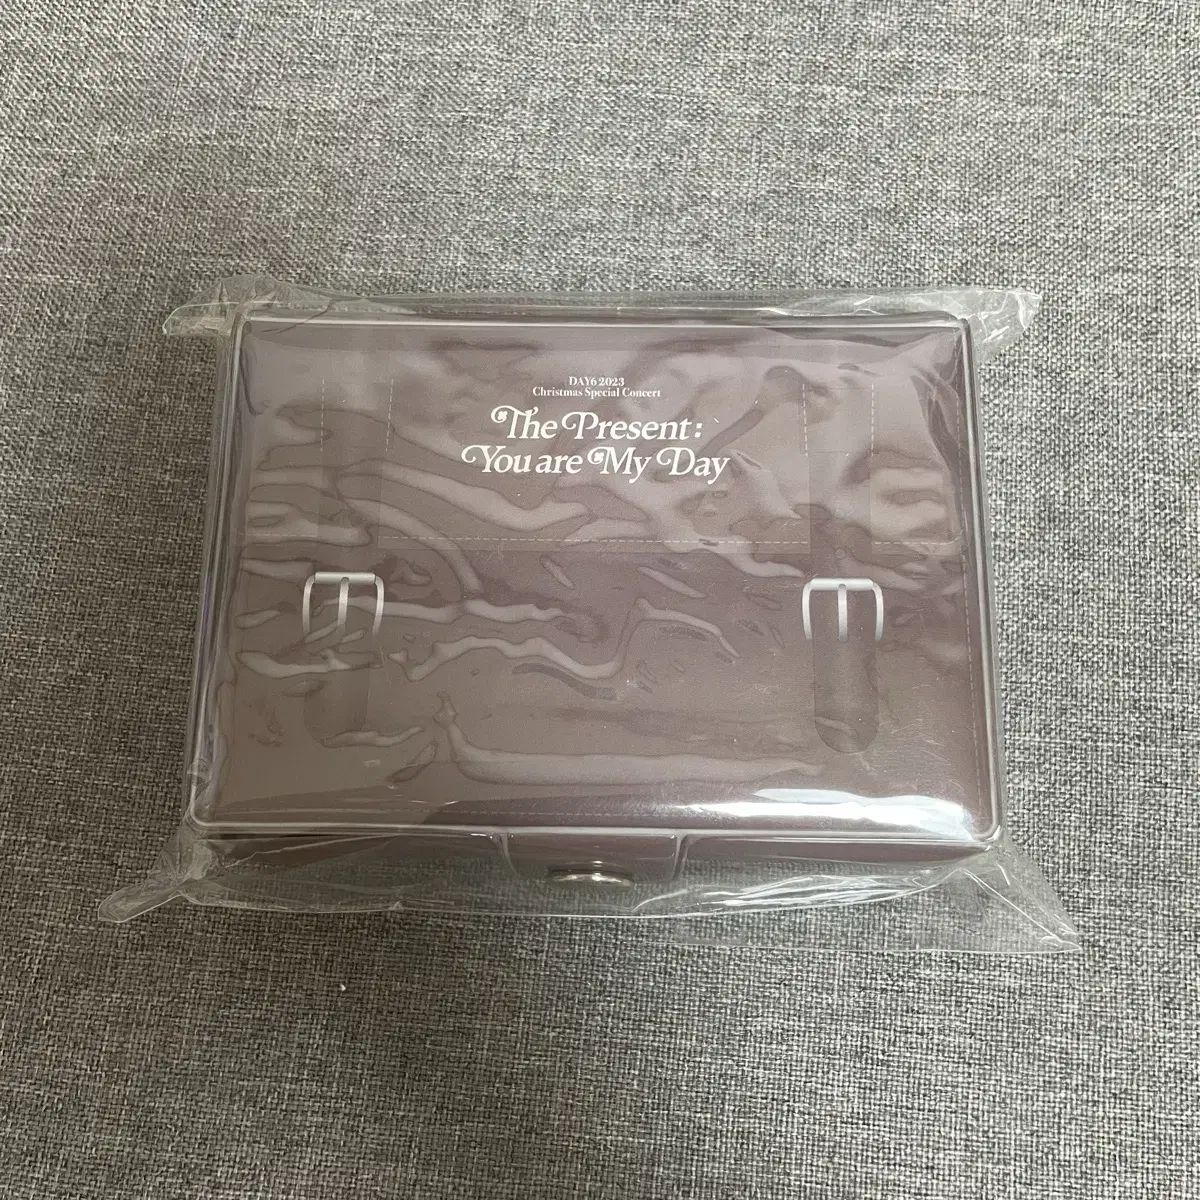 DAY6 2023
Christmas Special Concert
The Present:
You are My Day